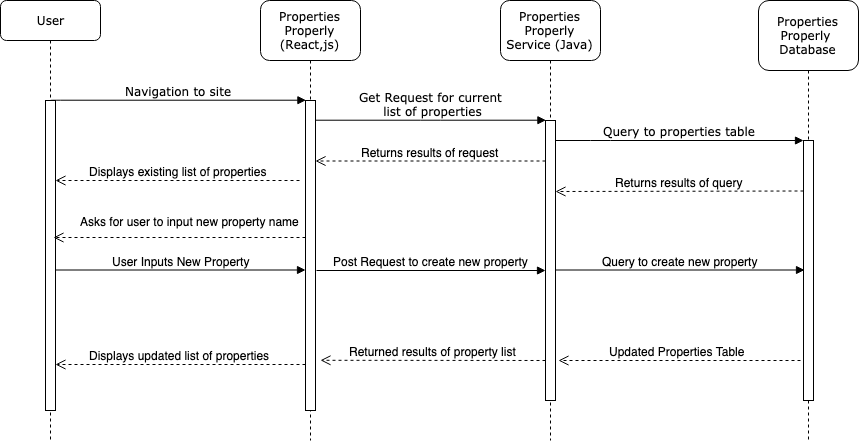 User
Properties
Properly
(React,js)
Properties
Properly
Service (Java)
Properties
Properly
Database
Navigation to site
Get Request for current
list of properties
Query to properties table
Returns results of request
Displays existing list of properties
Returns results of query
Asks for user to input new property name
User Inputs New Property
Post Request to create new property
Query to create new property
Displays updated list of properties
Returned results of property list
Updated Properties Table